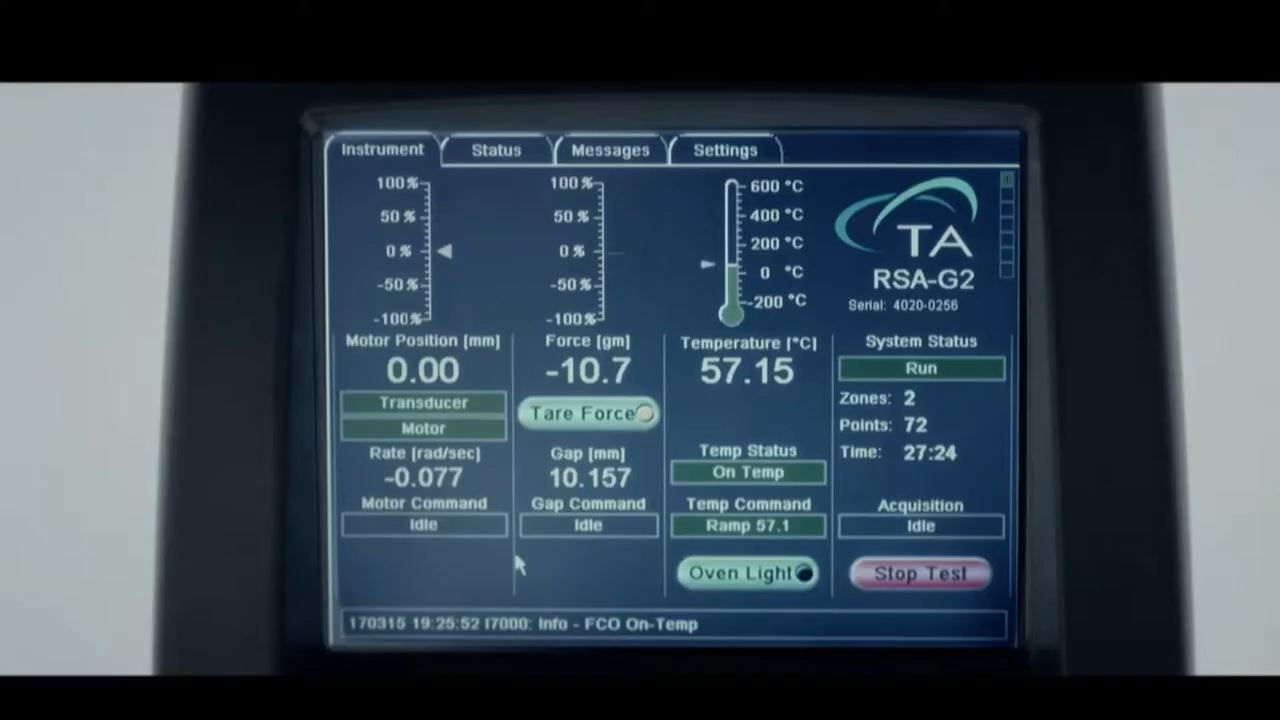 Instrument Status Messages Settings
100%
50%
0%
-50%
-100%
Motor Position [mm]
0.00
Transducer
Motor
Rate [rad/sec]
-0.077
Motor Command
Idle
100%
50%
0%
-50%
-100%
Force [gm]
-10.7
Tare Force
Gap [mm]
10.157
Gap Command
Idle
600 °C
400 °C
200 °C
0 °C
-200 °C
Temperature [°C]
57.15
Temp Status
On Temp
Temp Command
Ramp 57.1
Oven Light
TA
RSA-G2
Serial: 4020-0256
System Status
Run
Zones: 2
Points: 72
Time: 27:24
Acquisition
Idle
Stop Test
170315 19:25:52 I7000: Info - FCO On-Temp